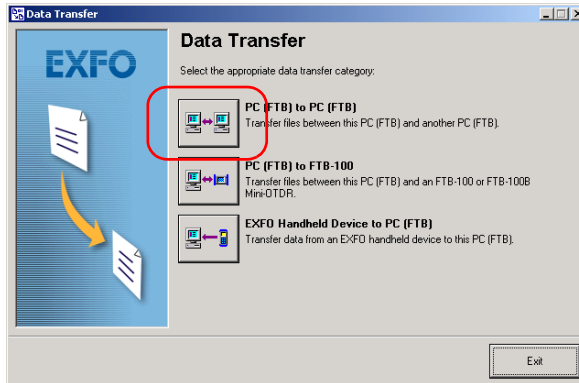 Data Transfer
EXFO
Data Transfer
Select the appropriate data transfer category:
PC (FTB) to PC (FTB)
Transfer files between this PC (FTB) and another PC (FTB).
PC (FTB) to FTB-100
Transfer files between this PC (FTB) and an FTB-100 or FTB-100B
Mini-OTDR.
EXFO Handheld Device to PC (FTB)
Transfer data from an EXFO handheld device to this PC (FTB).
Exit